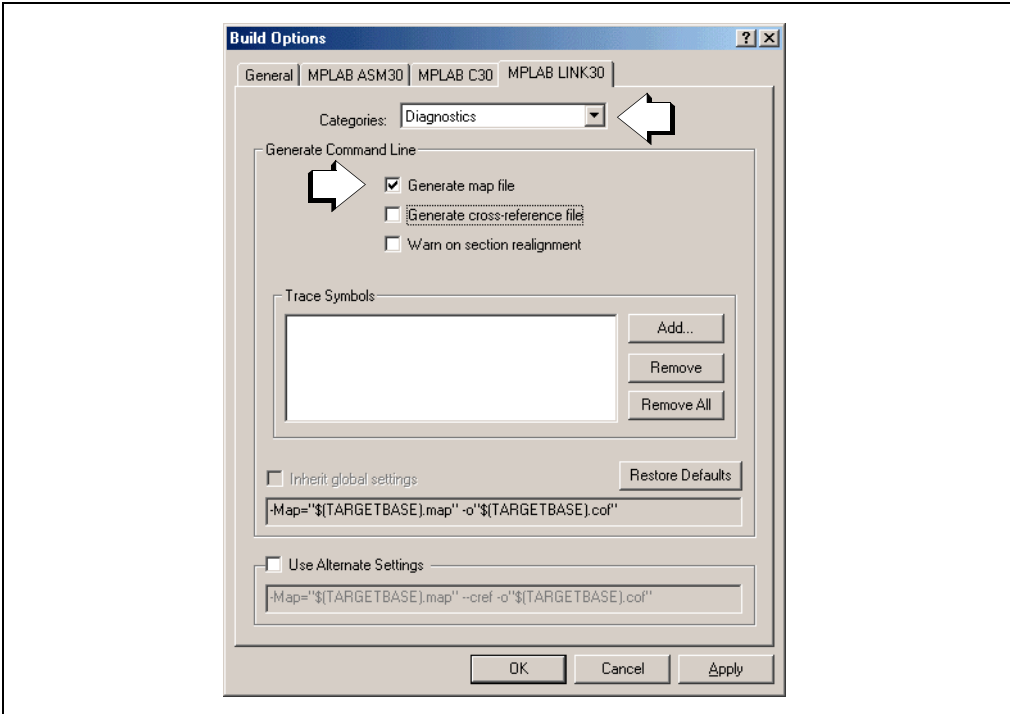 Build Options
General
MPLAB ASM30
MPLAB C30
MPLAB LINK30
Categories:
Diagnostics
Generate Command Line
Generate map file
Generate cross-reference file
Warn on section realignment
Trace Symbols
Add...
Remove
Remove All
Inherit global settings
Restore Defaults
-Map="$(TARGETBASE).map" -o"$(TARGETBASE).cof"
Use Alternate Settings
-Map="$(TARGETBASE).map" --cref -o"$(TARGETBASE).cof"
OK
Cancel
Apply